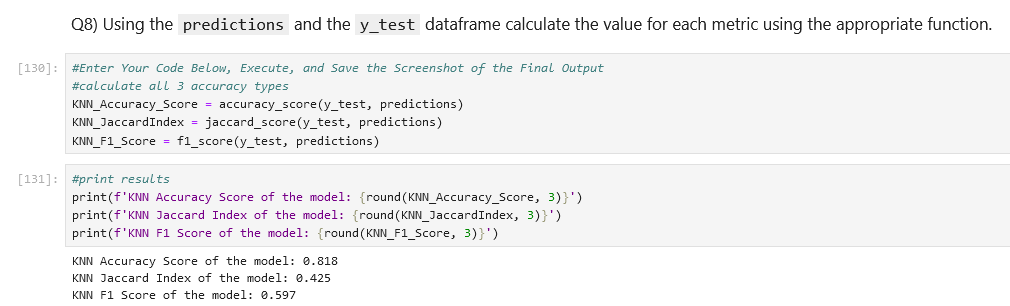 Q8) Using the predictions and the y_test dataframe calculate the value for each metric using the appropriate function.
[130]: #Enter Your Code Below, Execute, and Save the Screenshot of the Final Output
#calculate all 3 accuracy types
KNN_Accuracy_Score = accuracy_score(y_test, predictions)
KNN_JaccardIndex = jaccard_score(y_test, predictions)
KNN_F1_Score = f1_score(y_test, predictions)
[131]: #print results
print(f'KNN Accuracy Score of the model: {round(KNN_Accuracy_Score, 3)}')
print(f'KNN Jaccard Index of the model: {round(KNN_JaccardIndex, 3)}')
print(f'KNN F1 Score of the model: {round(KNN_F1_Score, 3)}')
KNN Accuracy Score of the model: 0.818
KNN Jaccard Index of the model: 0.425
KNN F1 Score of the model: 0.597